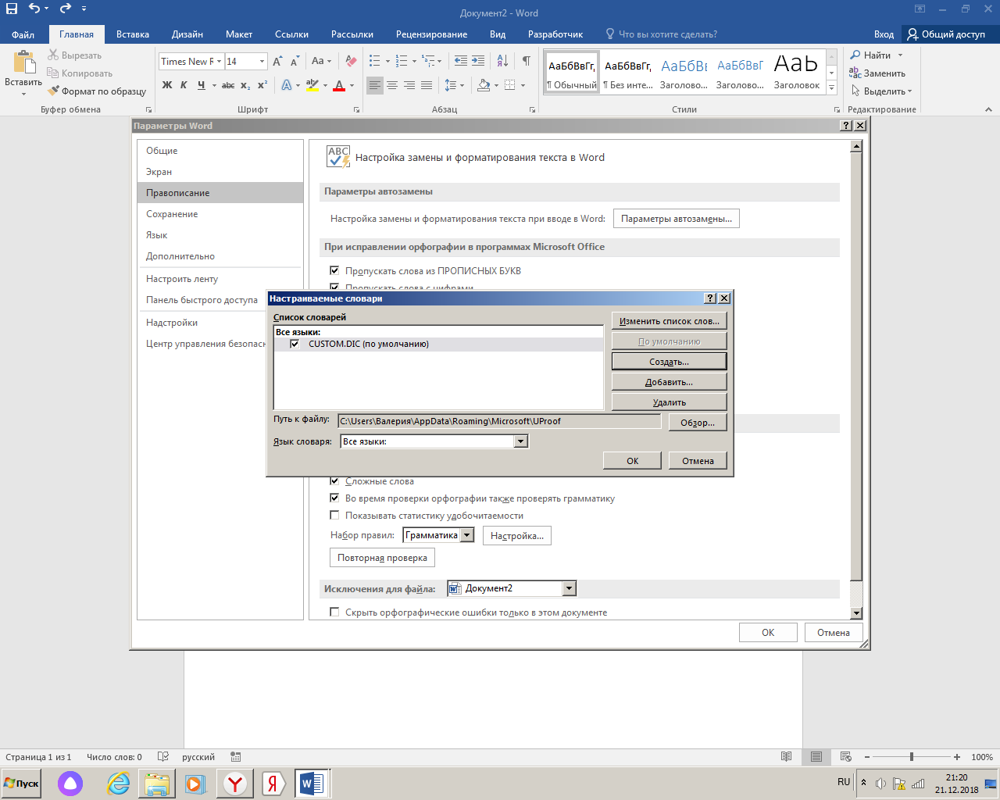 Документ2 - Word
Файл Главная Вставка Дизайн Макет Ссылки Рассылки Рецензирование Вид Разработчик Что вы хотите сделать? Вход Общий доступ
Вставить
Вырезать
Копировать
Формат по образцу
Буфер обмена
Times New R 14
Aa
Ж К Ч abc x₂ x²
Шрифт
Абзац
АаБбВвГг, АаБбВвГг, АаБбВвІ АаБбВвГ АаЬ
¶ Обычный ¶ Без инте... Заголово... Заголово... Заголовок
Стили
Найти
Заменить
Выделить
Редактирование
Параметры Word
Общие
Экран
Правописание
Сохранение
Язык
Дополнительно
Настроить ленту
Панель быстрого доступа
Надстройки
Центр управления безопас
ABC Настройка замены и форматирования текста в Word
Параметры автозамены
Настройка замены и форматирования текста при вводе в Word: Параметры автозамены...
При исправлении орфографии в программах Microsoft Office
Пропускать слова из ПРОПИСНЫХ БУКВ
Пропускать слова с цифрами
Настраиваемые словари
Список словарей
Все языки:
CUSTOM.DIC (по умолчанию)
Изменить список слов...
По умолчанию
Создать...
Добавить...
Удалить
Путь к файлу: C:\Users\Валерия\AppData\Roaming\Microsoft\UProof Обзор...
Язык словаря: Все языки:
ОК Отмена
Сложные слова
Во время проверки орфографии также проверять грамматику
Показывать статистику удобочитаемости
Набор правил: Грамматика Настройка...
Повторная проверка
Исключения для файла: Документ2
Скрыть орфографические ошибки только в этом документе
ОК Отмена
Страница 1 из 1 Число слов: 0 русский 100%
Пуск
RU
21:20
21.12.2018